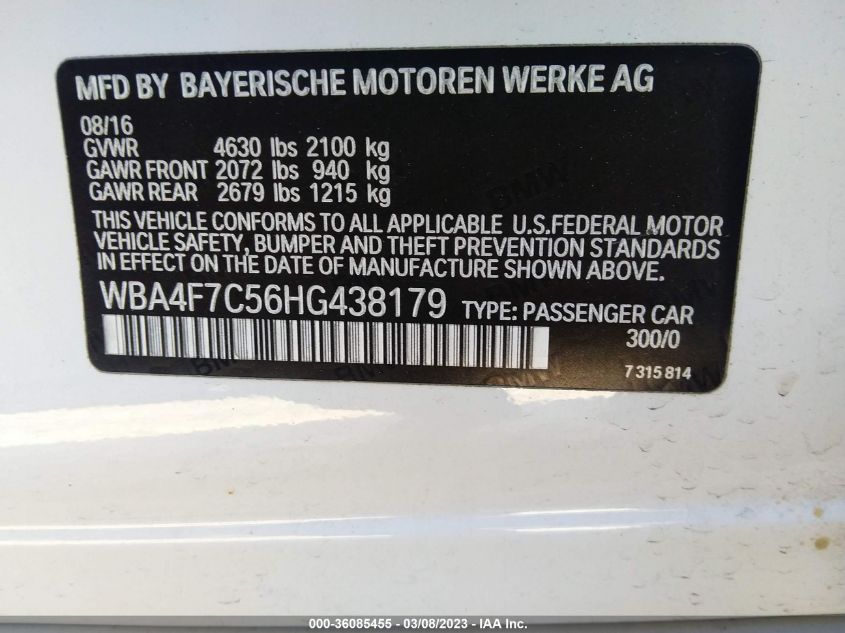 MFD BY BAYERISCHE MOTOREN WERKE AG
08/16
GVWR 4630 lbs 2100 kg
GAWR FRONT 2072 lbs 940 kg
GAWR REAR 2679 lbs 1215 kg
THIS VEHICLE CONFORMS TO ALL APPLICABLE U.S.FEDERAL MOTOR
VEHICLE SAFETY, BUMPER AND THEFT PREVENTION STANDARDS
IN EFFECT ON THE DATE OF MANUFACTURE SHOWN ABOVE.
WBA4F7C56HG438179 TYPE: PASSENGER CAR
300/0
7 315 814
000-36085455 - 03/08/2023 - IAA Inc.